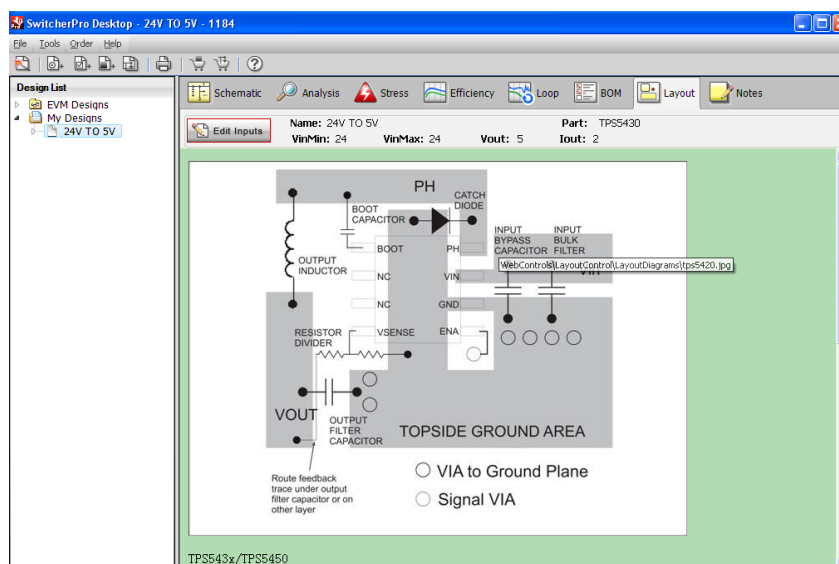 SwitcherPro Desktop - 24V TO 5V - 1184
File Tools Order Help
Design List
EVM Designs
My Designs
24V TO 5V
Schematic Analysis Stress Efficiency Loop BOM Layout Notes
Edit Inputs
Name: 24V TO 5V Part: TPS5430
VinMin: 24 VinMax: 24 Vout: 5 Iout: 2
PH
CATCH
DIODE
BOOT
CAPACITOR
INPUT
BYPASS
CAPACITOR
INPUT
BULK
FILTER
OUTPUT
INDUCTOR
BOOT
PH
WebControls\LayoutControl\LayoutDiagrams\tps5420.jpg
NC
VIN
NC
GND
RESISTOR
DIVIDER
VSENSE
ENA
VOUT
OUTPUT
FILTER
CAPACITOR
TOPSIDE GROUND AREA
Route feedback
trace under output
filter capacitor or on
other layer
VIA to Ground Plane
Signal VIA
TPS543x/TPS5450